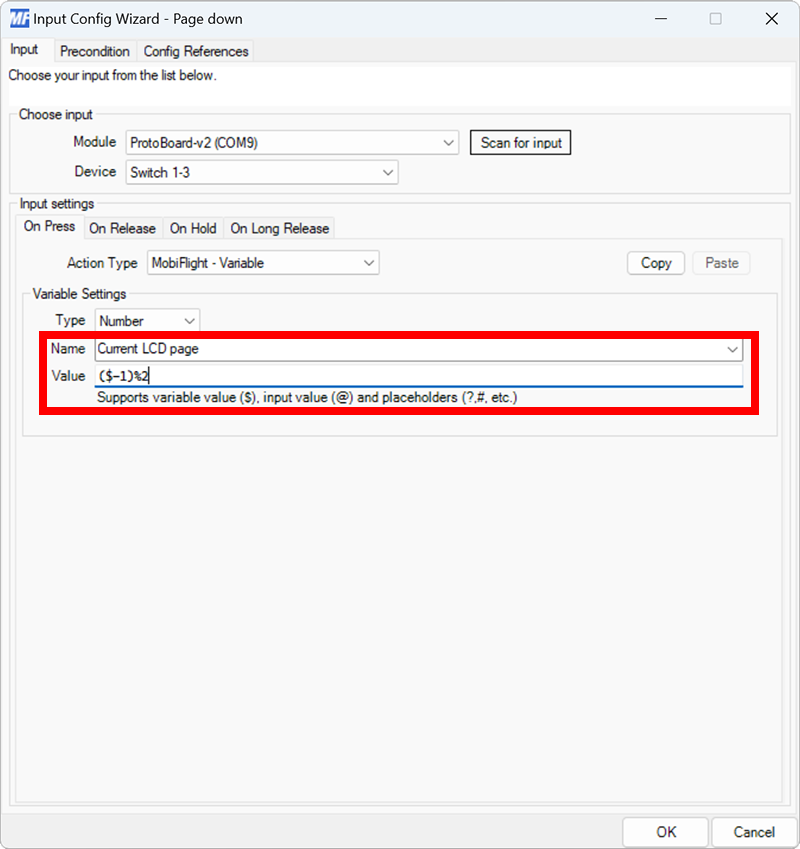 MF Input Config Wizard - Page down
Input Precondition Config References
Choose your input from the list below.
Choose input
Module ProtoBoard-v2 (COM9) Scan for input
Device Switch 1-3
Input settings
On Press On Release On Hold On Long Release
Action Type MobiFlight - Variable Copy Paste
Variable Settings
Type Number
Name Current LCD page
Value ($-1)%2
Supports variable value ($), input value (@) and placeholders (?,#, etc.)
OK Cancel